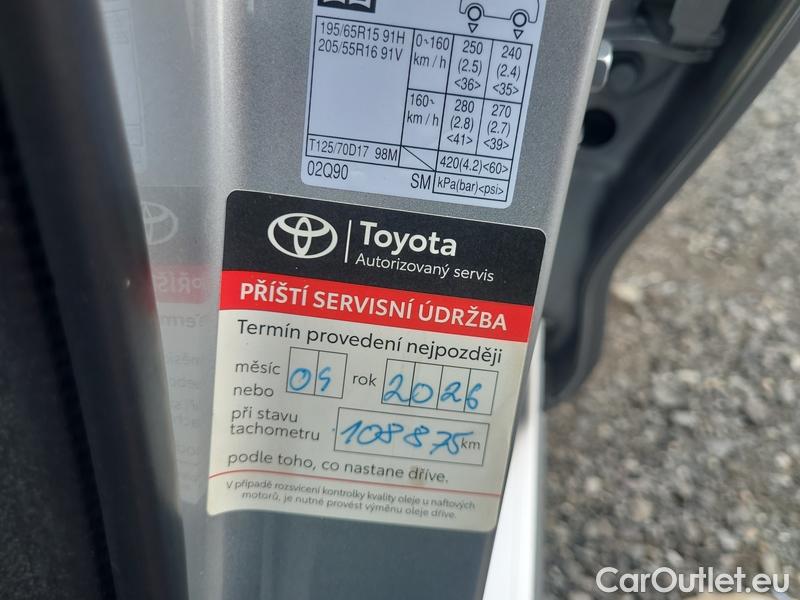 195/65R15 91H
205/55R16 91V
0~160 km / h
250 (2.5) <36>
240 (2.4) <35>
160~ km / h
280 (2.8) <41>
270 (2.7) <39>
T125/70D17 98M
420(4.2)<60>
02Q90 SM kPa(bar)<psi>
Toyota
Autorizovaný servis
PŘÍŠTÍ SERVISNÍ ÚDRŽBA
Termín provedení nejpozději
měsíc rok 2026
nebo
při stavu
tachometru 108875 km
podle toho, co nastane dříve.
V případě rozsvícení kontrolky kvality oleje u naftových
motorů, je nutné provést výměnu oleje dříve.
CarOutlet.eu